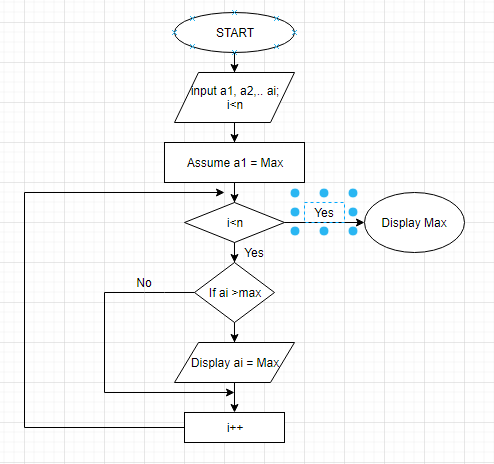 START
input a1, a2,.. ai;
i<n
Assume a1 = Max
i<n
Yes
Display Max
Yes
No
If ai >max
Display ai = Max
i++